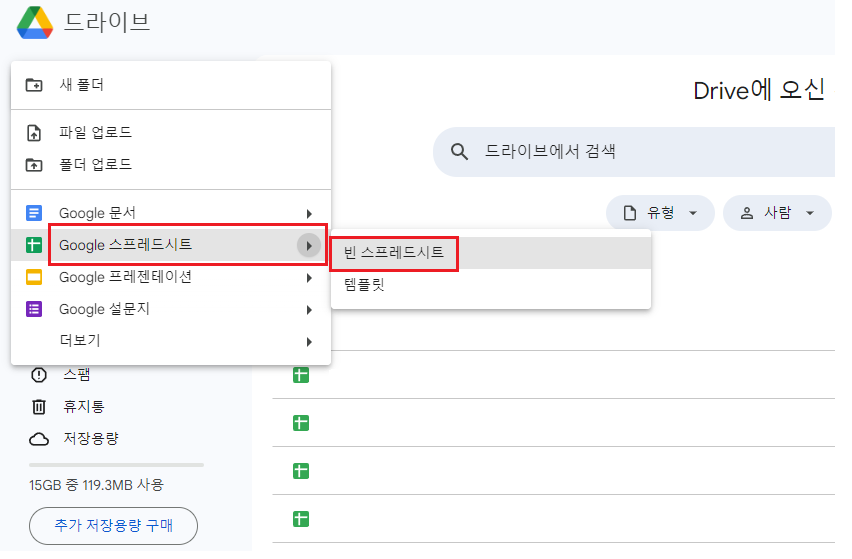 드라이브
새 폴더
Drive에 오신
파일 업로드
드라이브에서 검색
폴더 업로드
Google 문서
유형
사람
Google 스프레드시트
빈 스프레드시트
Google 프레젠테이션
템플릿
Google 설문지
더보기
스팸
휴지통
저장용량
15GB 중 119.3MB 사용
추가 저장용량 구매